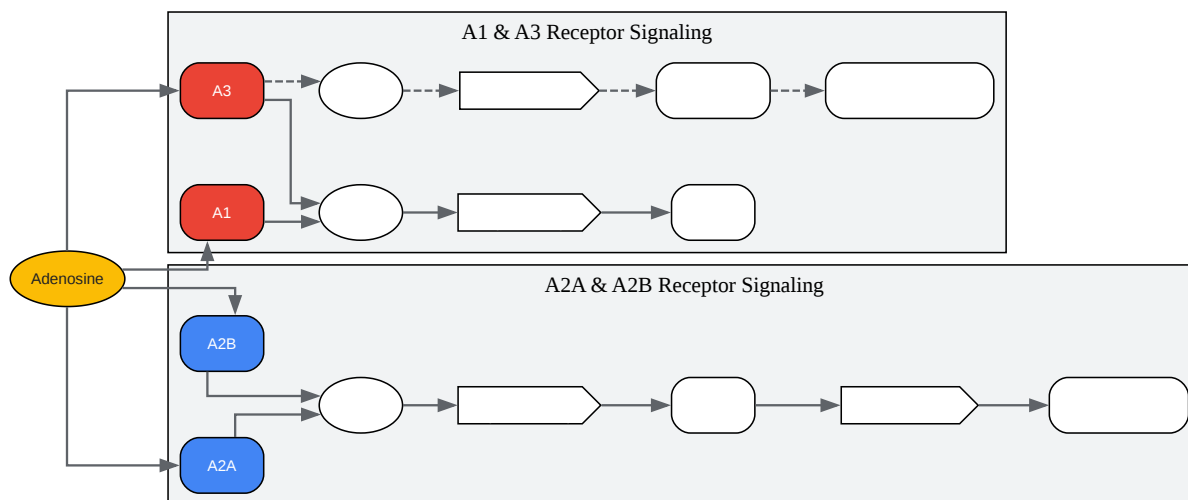 A1 & A3 Receptor Signaling
A3
A1
Adenosine
A2A & A2B Receptor Signaling
A2B
A2A